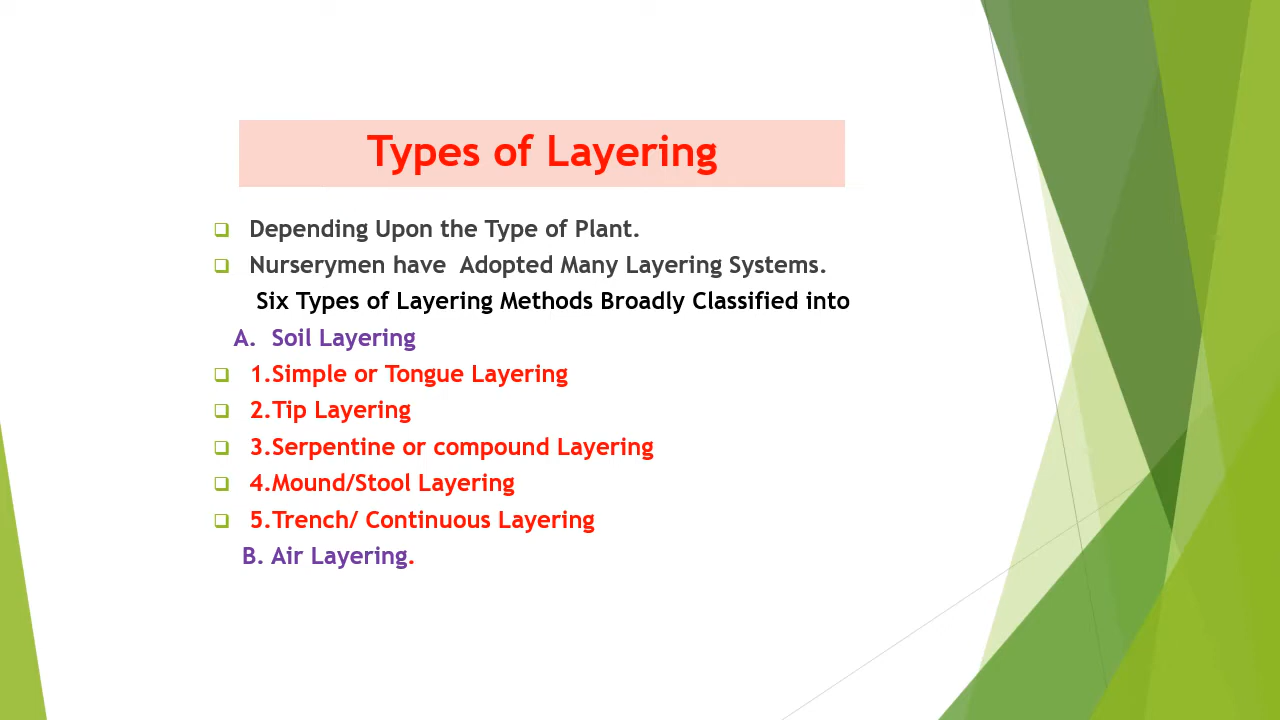 Types of Layering
Depending Upon the Type of Plant.
Nurserymen have  Adopted Many Layering Systems.
Six Types of Layering Methods Broadly Classified into
A.  Soil Layering
1.Simple or Tongue Layering
2.Tip Layering
3.Serpentine or compound Layering
4.Mound/Stool Layering
5.Trench/ Continuous Layering
B. Air Layering.